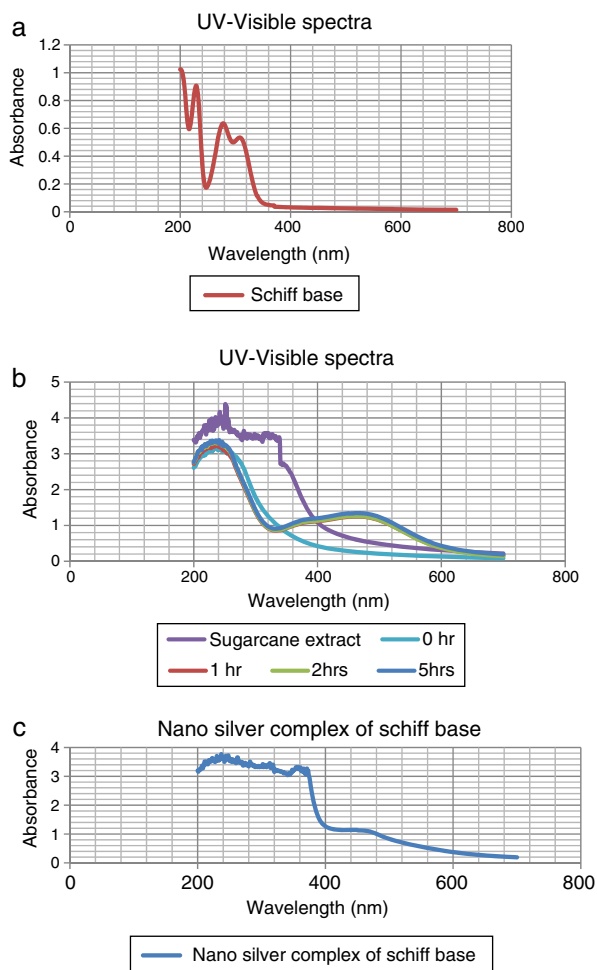 a
UV-Visible spectra
Absorbance
1.2
1
0.8
0.6
0.4
0.2
0
0 200 400 600 800
Wavelength (nm)
Schiff base
b
UV-Visible spectra
Absorbance
5
4
3
2
1
0
0 200 400 600 800
Wavelength (nm)
Sugarcane extract 0 hr
1 hr 2hrs 5hrs
c
Nano silver complex of schiff base
Absorbance
4
3
2
1
0
0 200 400 600 800
Wavelength (nm)
Nano silver complex of schiff base